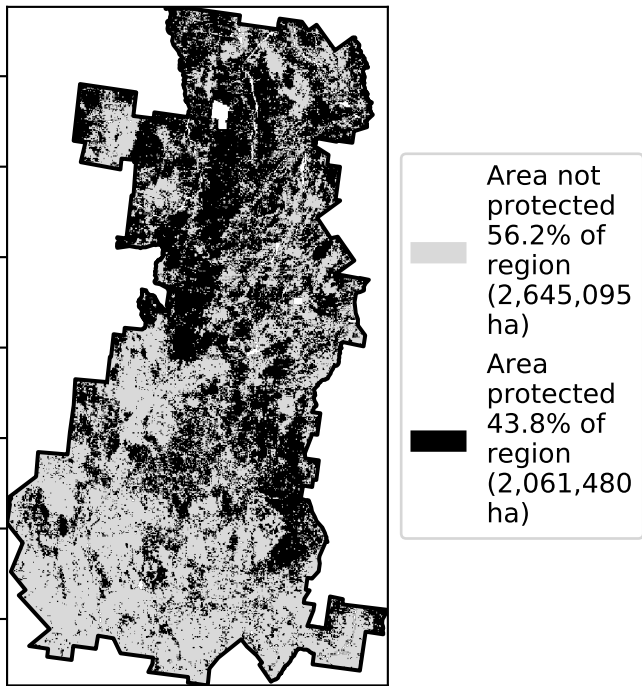 Area not
protected
56.2% of
region
(2,645,095
ha)
Area
protected
43.8% of
region
(2,061,480
ha)